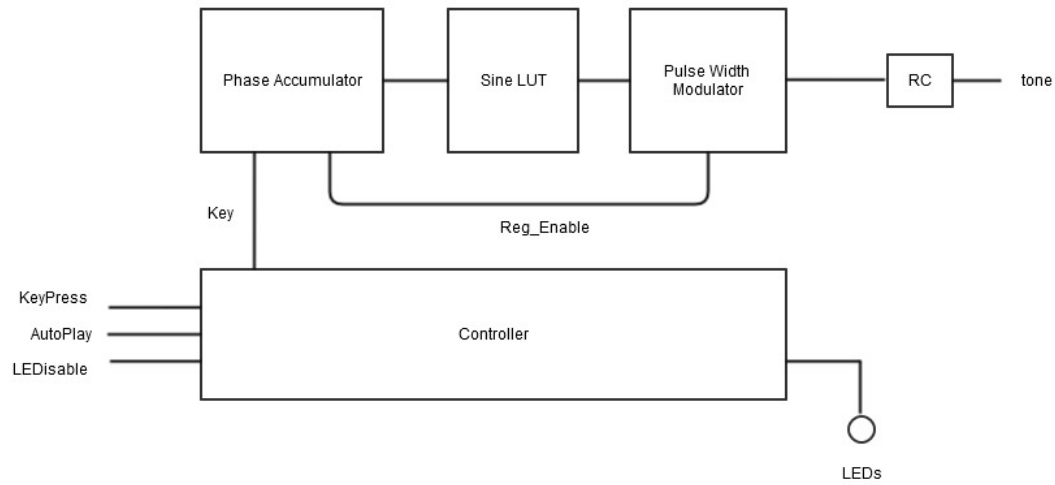 Phase Accumulator
Sine LUT
Pulse Width
Modulator
RC
tone
Key
Reg_Enable
KeyPress
AutoPlay
LEDisable
Controller
LEDs